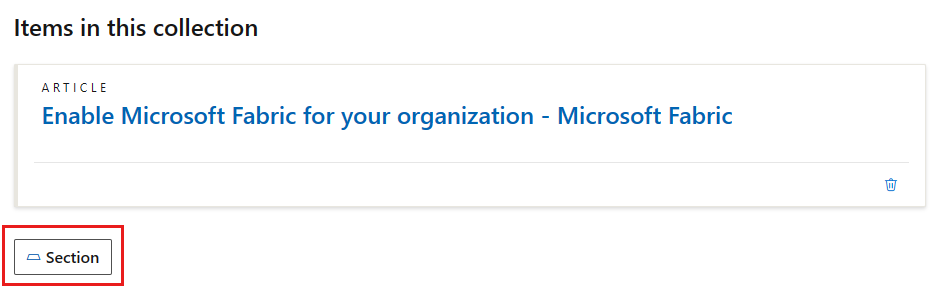 Items in this collection
ARTICLE
Enable Microsoft Fabric for your organization - Microsoft Fabric
Section